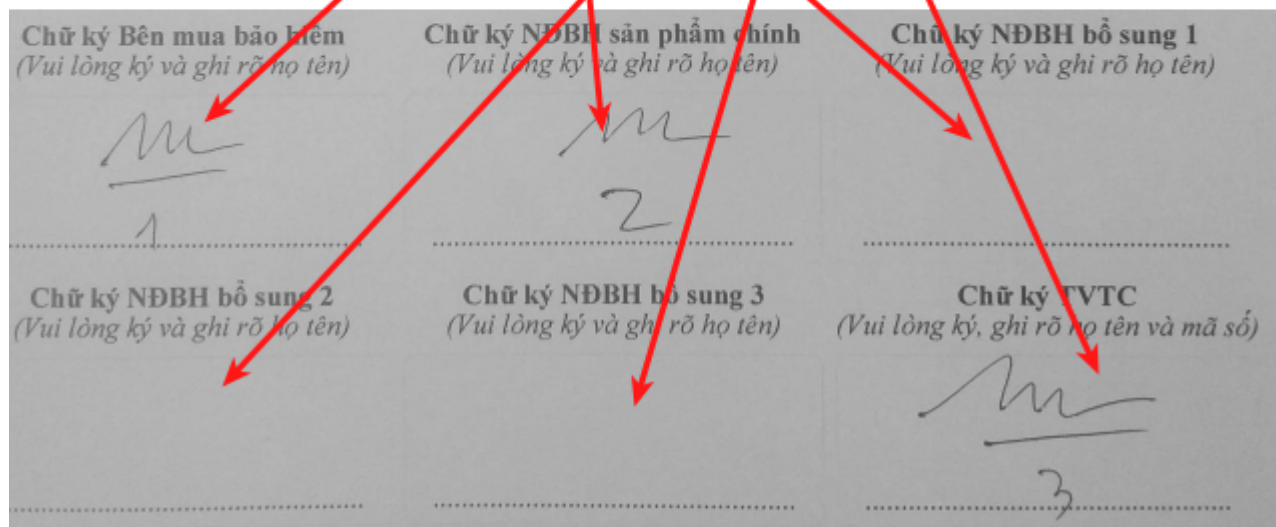 Chữ ký Bên mua bảo hiểm
(Vui lòng ký và ghi rõ họ tên)
Chữ ký NĐBH sản phẩm chính
(Vui lòng ký và ghi rõ họ tên)
Chữ ký NĐBH bổ sung 1
(Vui lòng ký và ghi rõ họ tên)
1
2
Chữ ký NĐBH bổ sung 2
(Vui lòng ký và ghi rõ họ tên)
Chữ ký NĐBH bổ sung 3
(Vui lòng ký và ghi rõ họ tên)
Chữ ký TVTC
(Vui lòng ký, ghi rõ họ tên và mã số)
3